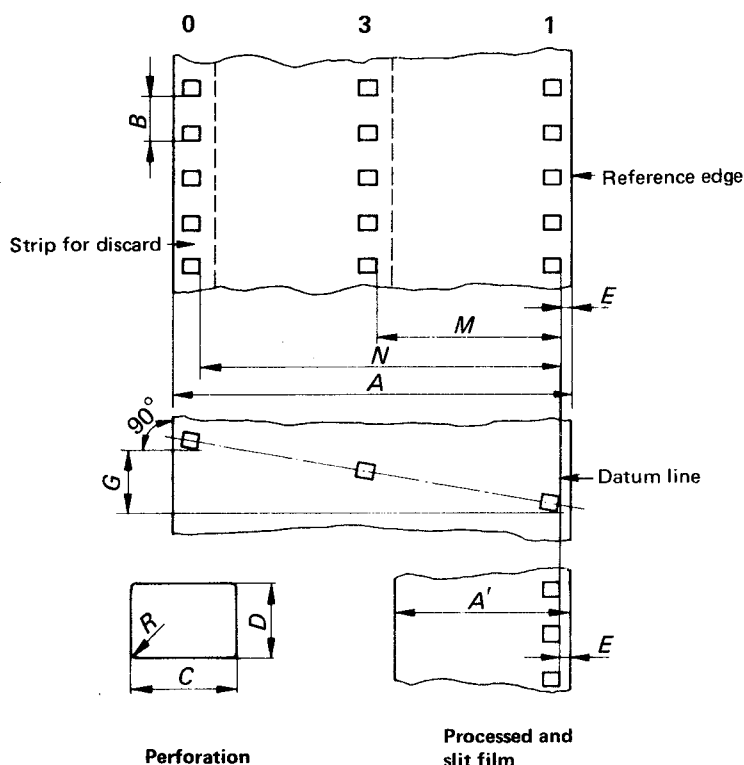 0 3 1
B
Reference edge
Strip for discard
E
M
N
A
90°
G
Datum line
A'
R
D
E
C
Perforation
Processed and
slit film